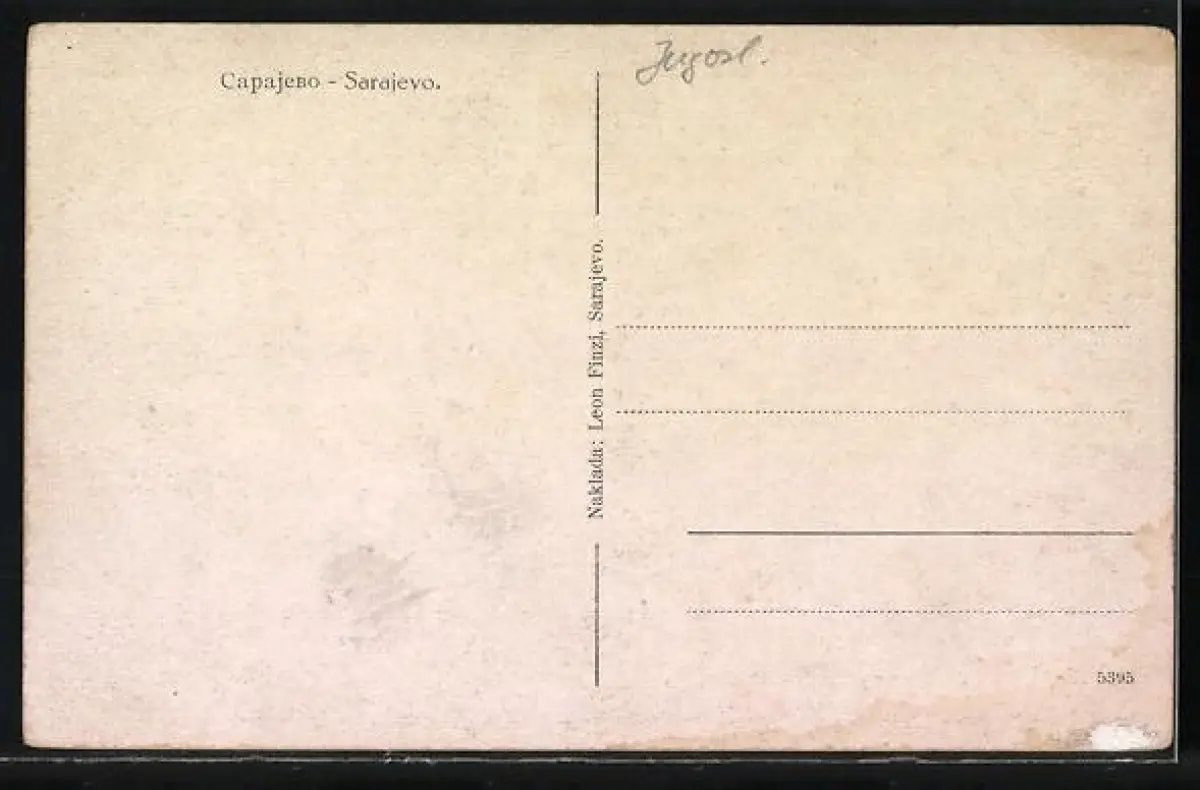 Сарајево - Sarajevo.
Jugosl.
Naklada: Leon Finzi, Sarajevo.
5395